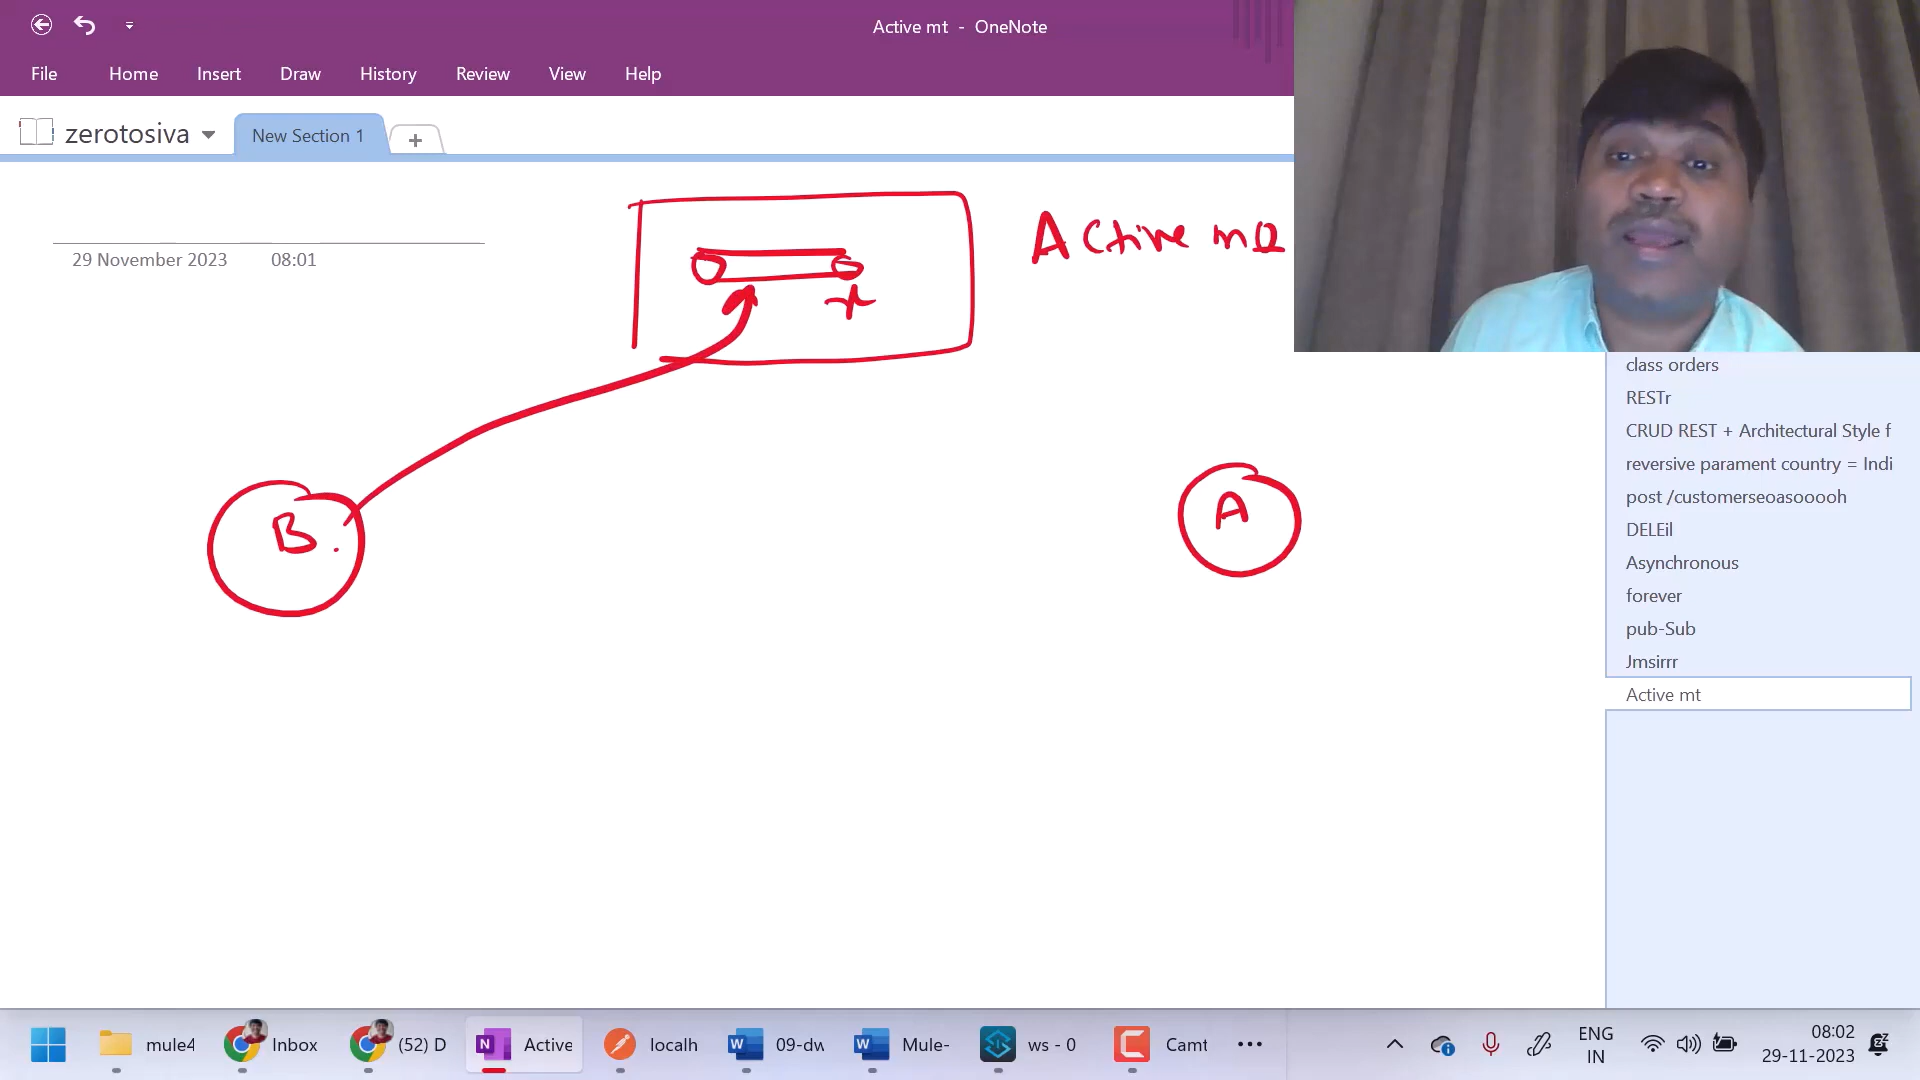 Active mt - OneNote
File Home Insert Draw History Review View Help
zerotosiva New Section 1 +
29 November 2023 08:01
Active mQ
x
B.
A
class orders
RESTr
CRUD REST + Architectural Style f
reversive parament country = Indi
post /customerseoasooooh
DELEil
Asynchronous
forever
pub-Sub
Jmsirrr
Active mt
mule4 Inbox (52) D Active localh 09-dw Mule- ws - 0 Camt
ENG
IN
08:02
29-11-2023